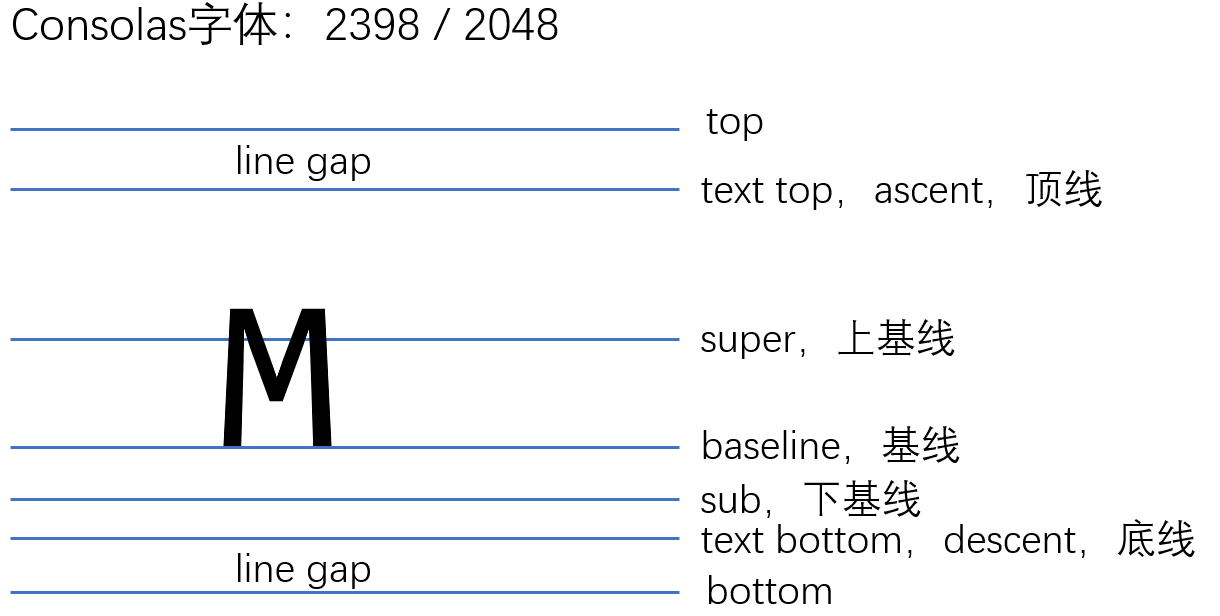 Consolas字体：2398 / 2048
top
line gap
text top，ascent，顶线
M
super，上基线
baseline，基线
sub，下基线
text bottom，descent，底线
line gap
bottom